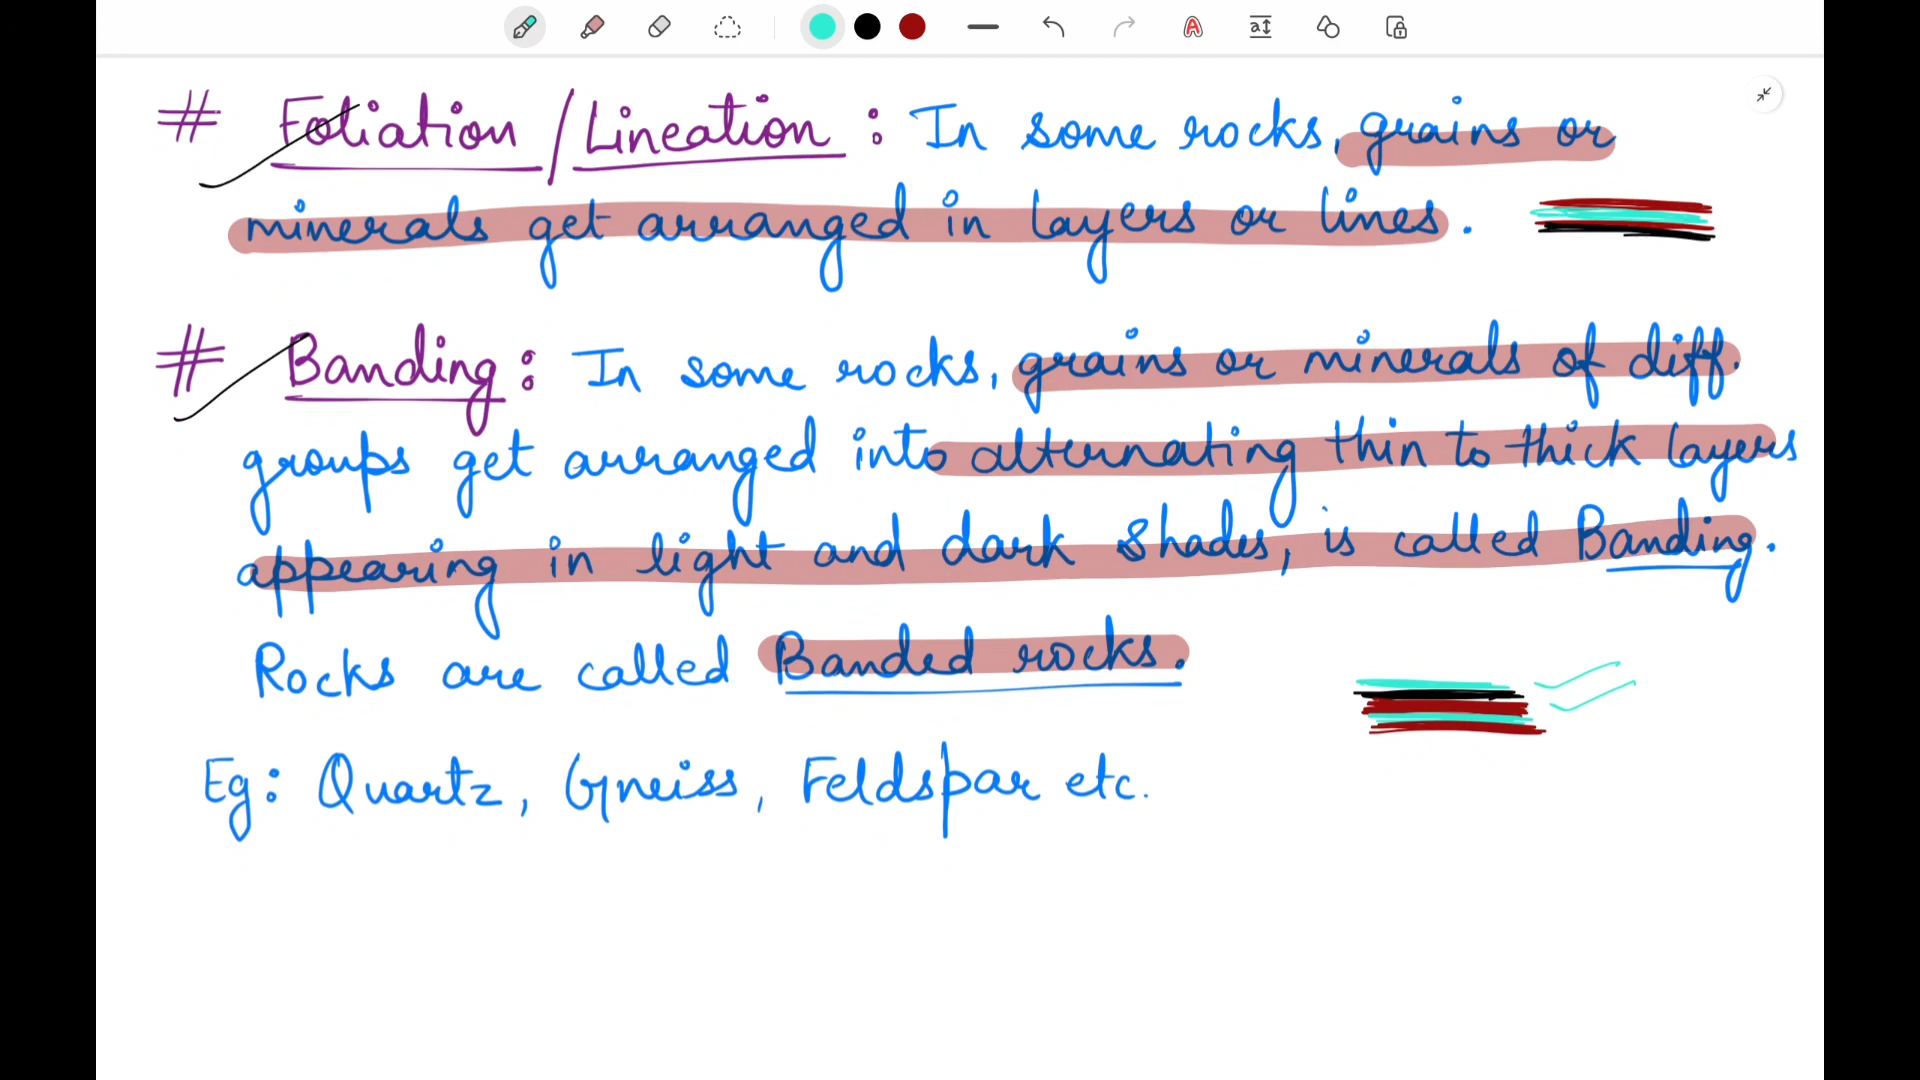 # Foliation / Lineation : In some rocks, grains or
minerals get arranged in layers or lines.
# Banding : In some rocks, grains or minerals of diff.
groups get arranged into alternating thin to thick layers
appearing in light and dark shades, is called Banding.
Rocks are called Banded rocks.
Eg: Quartz, Gneiss, Feldspar etc.